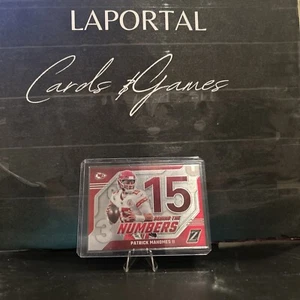 LAPORTAL
Cards & Games
15
BEHIND THE
NUMBERS
PATRICK MAHOMES II